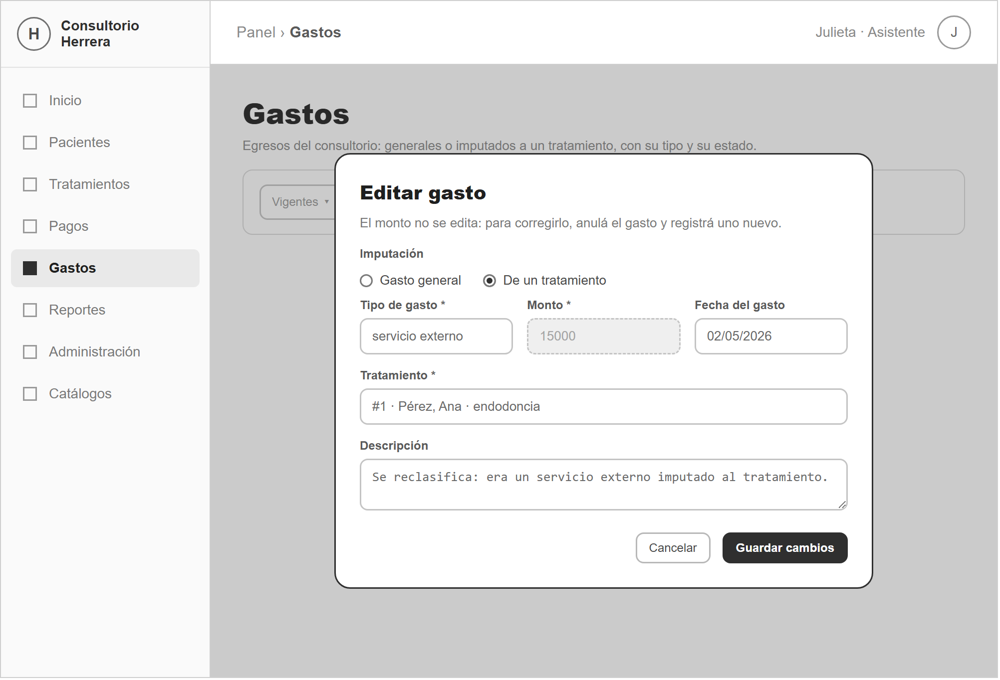 H
Consultorio
Herrera
Panel › Gastos
Julieta · Asistente
J
Inicio
Pacientes
Tratamientos
Pagos
Gastos
Reportes
Administración
Catálogos
Gastos
Egresos del consultorio: generales o imputados a un tratamiento, con su tipo y su estado.
Vigentes ▾
Editar gasto
El monto no se edita: para corregirlo, anulá el gasto y registrá uno nuevo.
Imputación
Gasto general
De un tratamiento
Tipo de gasto *
Monto *
Fecha del gasto
servicio externo
15000
02/05/2026
Tratamiento *
#1 · Pérez, Ana · endodoncia
Descripción
Se reclasifica: era un servicio externo imputado al tratamiento.
Cancelar
Guardar cambios